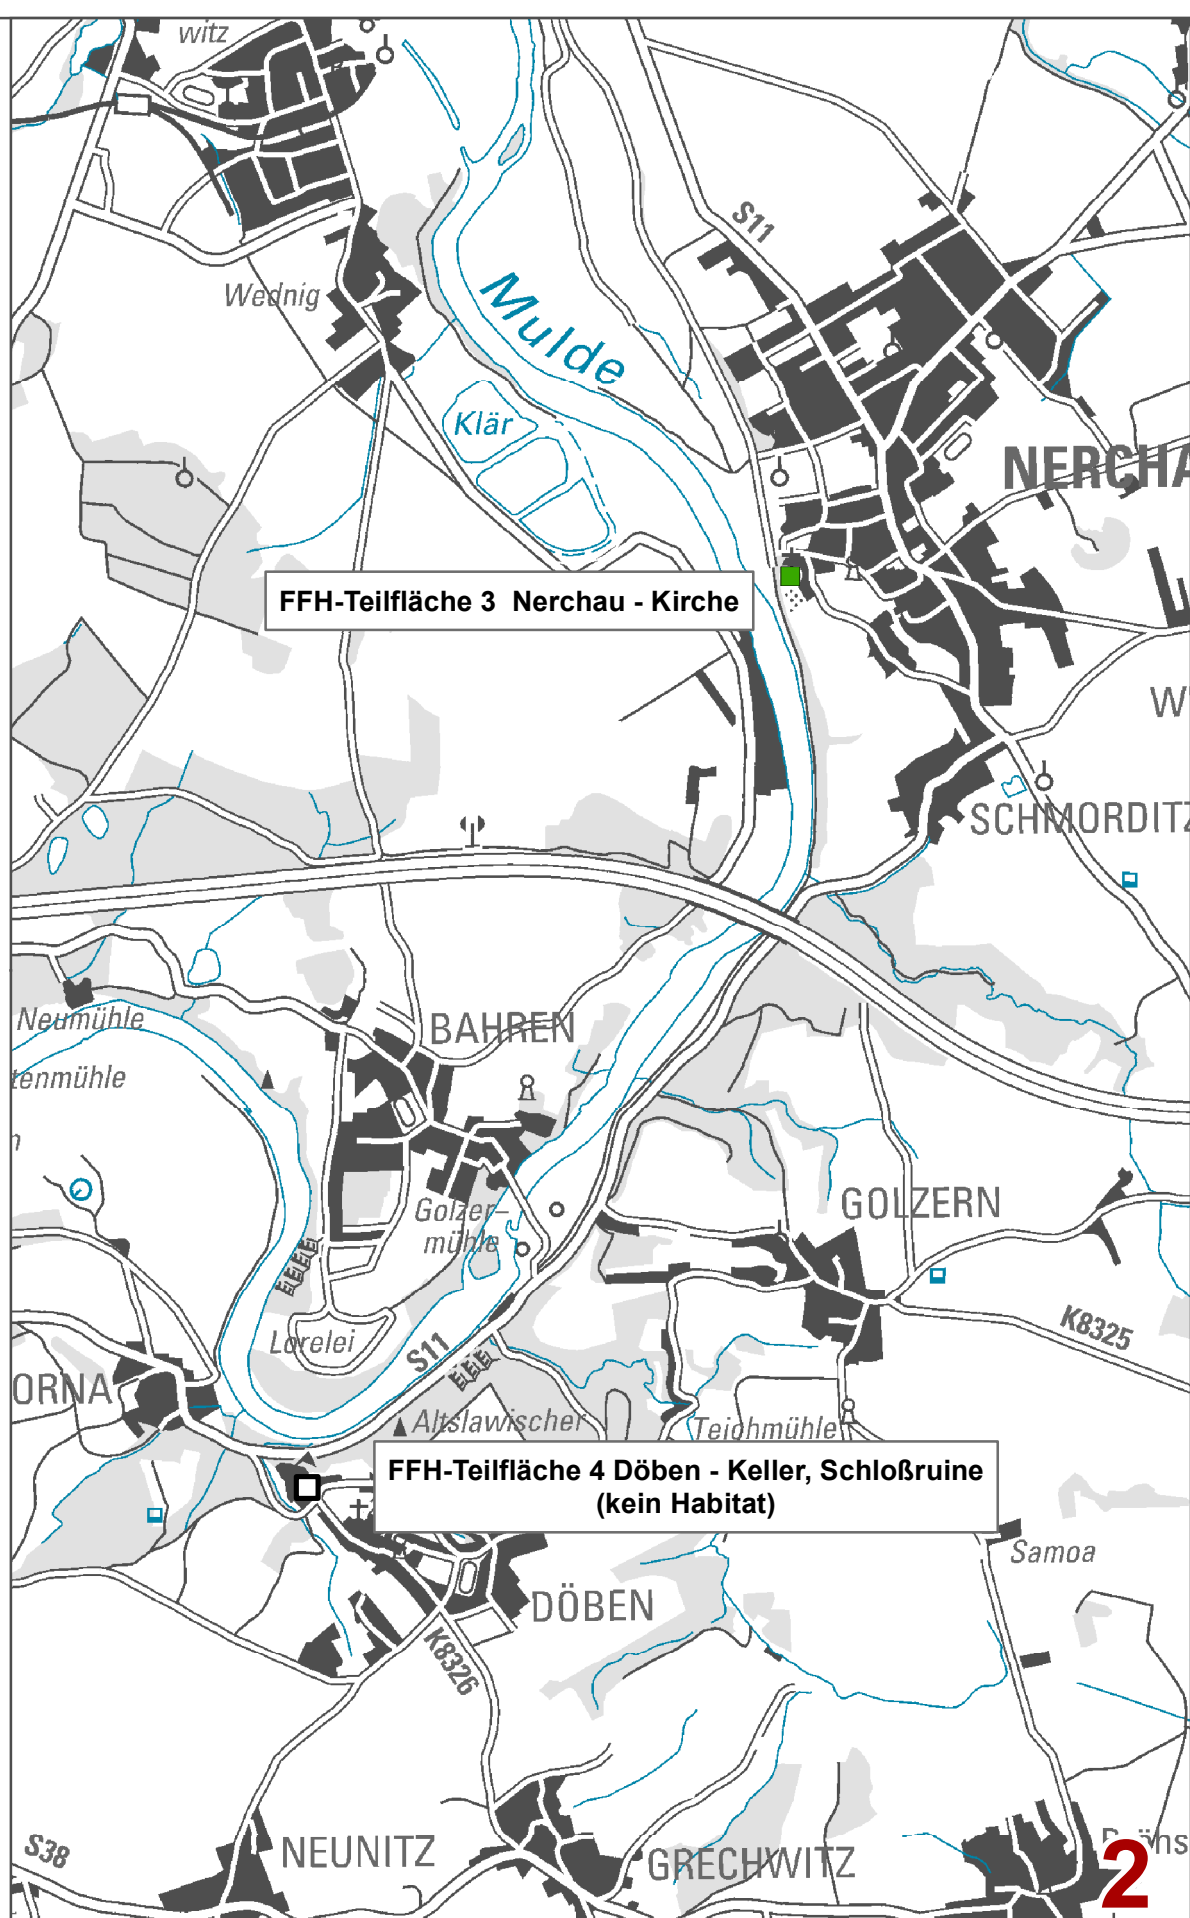 witz
S11
Wednig
Mulde
Klär
NERCHA
FFH-Teilfläche 3 Nerchau - Kirche
W
SCHMORDITZ
Neumühle
BAHREN
tenmühle
GOLZERN
Golzer-
mühle
K8325
Lorelei
S11
ORNA
Altslawischer
Teichmühle
FFH-Teilfläche 4 Döben - Keller, Schloßruine
(kein Habitat)
Samoa
DÖBEN
K8326
S38
NEUNITZ
GRECHWITZ
2